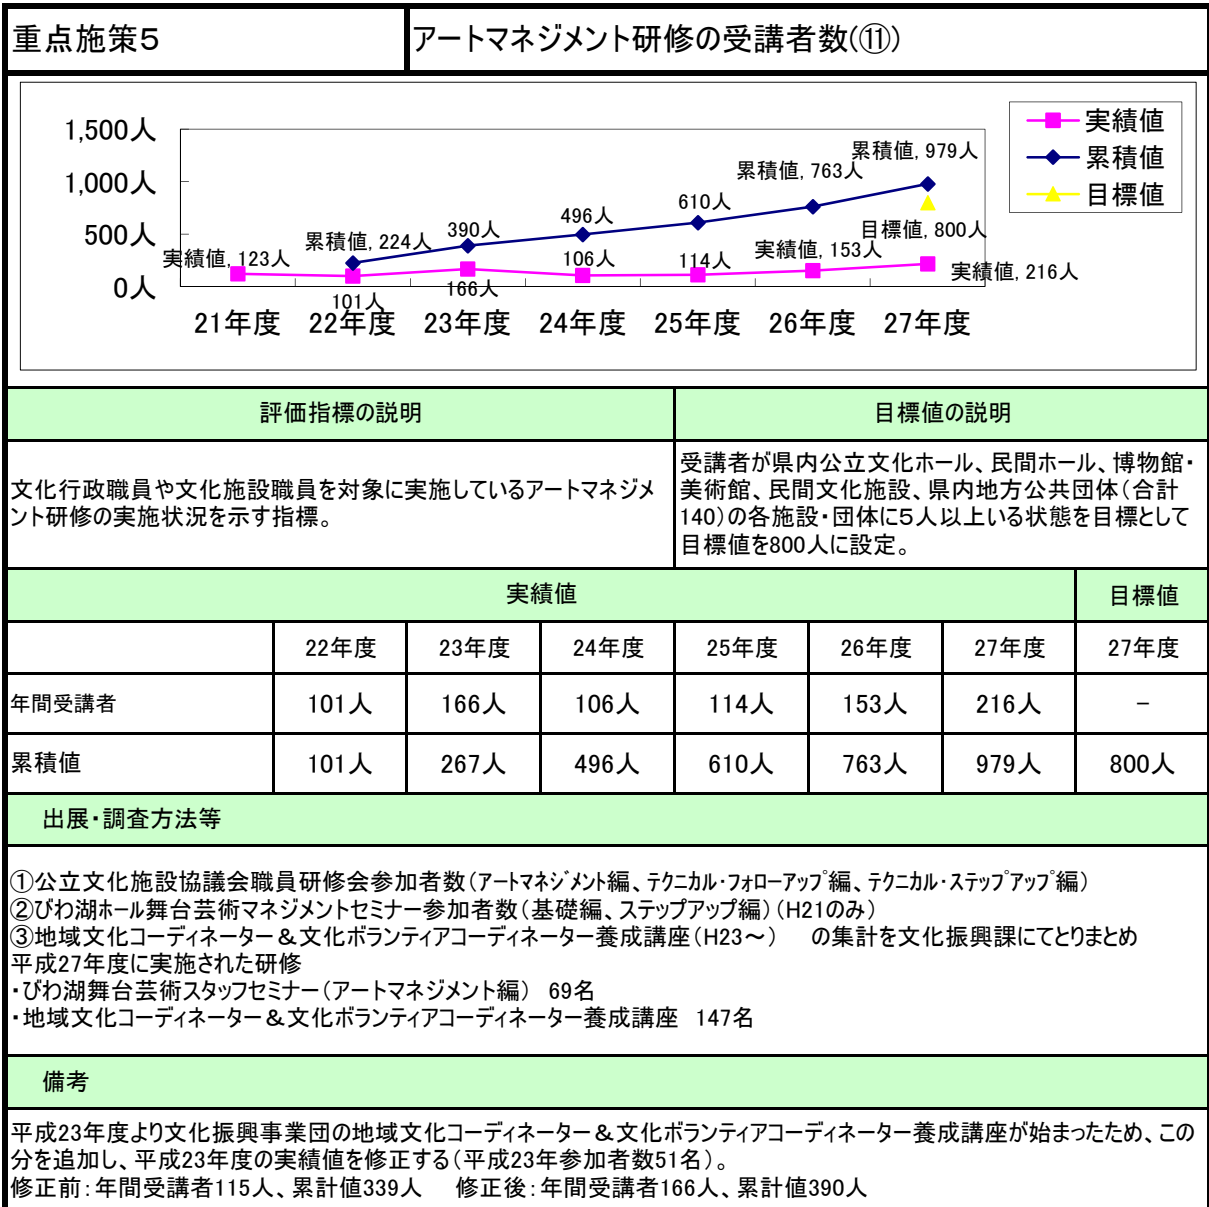 重点施策５
アートマネジメント研修の受講者数(⑪)
1,500人
1,000人
500人
0人
実績値, 123人
累積値, 224人
101人
390人
166人
496人
106人
610人
114人
累積値, 763人
実績値, 153人
累積値, 979人
目標値, 800人
実績値, 216人
21年度 22年度 23年度 24年度 25年度 26年度 27年度
実績値
累積値
目標値
評価指標の説明
目標値の説明
文化行政職員や文化施設職員を対象に実施しているアートマネジメ
ント研修の実施状況を示す指標。
受講者が県内公立文化ホール、民間ホール、博物館・
美術館、民間文化施設、県内地方公共団体（合計
140）の各施設・団体に５人以上いる状態を目標として
目標値を800人に設定。
実績値 目標値
22年度 23年度 24年度 25年度 26年度 27年度 27年度
年間受講者 101人 166人 106人 114人 153人 216人 －
累積値 101人 267人 496人 610人 763人 979人 800人
出展・調査方法等
①公立文化施設協議会職員研修会参加者数（ｱｰﾄﾏﾈｼﾞﾒﾝﾄ編、ﾃｸﾆｶﾙ･ﾌｫﾛｰｱｯﾌﾟ編、ﾃｸﾆｶﾙ･ｽﾃｯﾌﾟｱｯﾌﾟ編）
②びわ湖ホール舞台芸術マネジメントセミナー参加者数（基礎編、ステップアップ編）（H21のみ）
③地域文化コーディネーター＆文化ボランティアコーディネーター養成講座（H23～）　の集計を文化振興課にてとりまとめ
平成27年度に実施された研修
・びわ湖舞台芸術スタッフセミナー（アートマネジメント編）　69名
・地域文化コーディネーター＆文化ボランティアコーディネーター養成講座　147名
備考
平成23年度より文化振興事業団の地域文化コーディネーター＆文化ボランティアコーディネーター養成講座が始まったため、この
分を追加し、平成23年度の実績値を修正する（平成23年参加者数51名）。
修正前：年間受講者115人、累計値339人　修正後：年間受講者166人、累計値390人